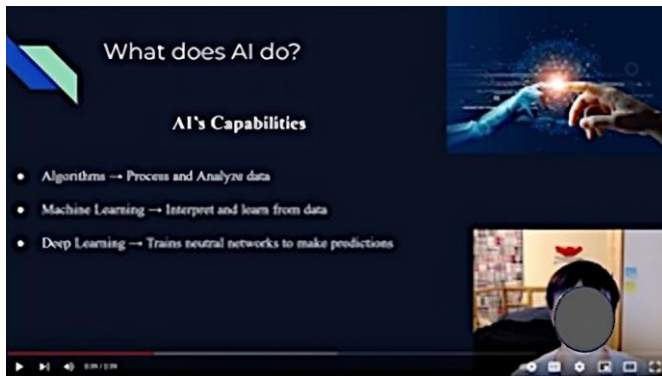 What does AI do?
AI's Capabilities
Algorithms → Process and Analyze data
Machine Learning → Interpret and learn from data
Deep Learning → Trains neutral networks to make predictions